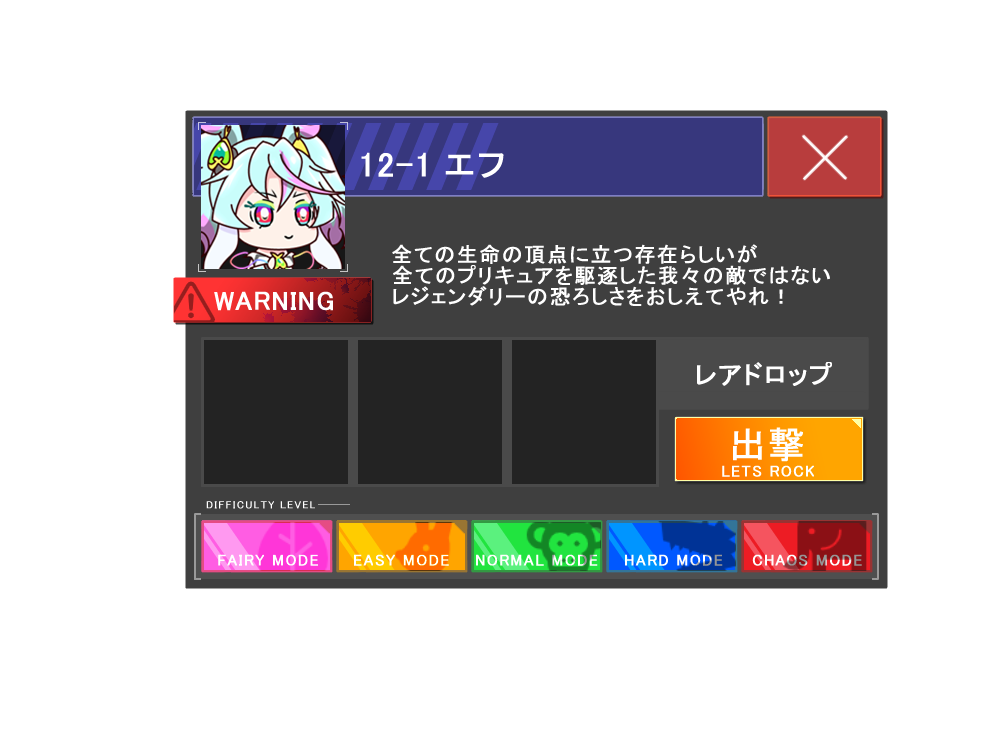 12-1 エフ
WARNING
全ての生命の頂点に立つ存在らしいが
全てのプリキュアを駆逐した我々の敵ではない
レジェンダリーの恐ろしさをおしえてやれ！
レアドロップ
出撃
LETS ROCK
DIFFICULTY LEVEL
FAIRY MODE
EASY MODE
NORMAL MODE
HARD MODE
CHAOS MODE